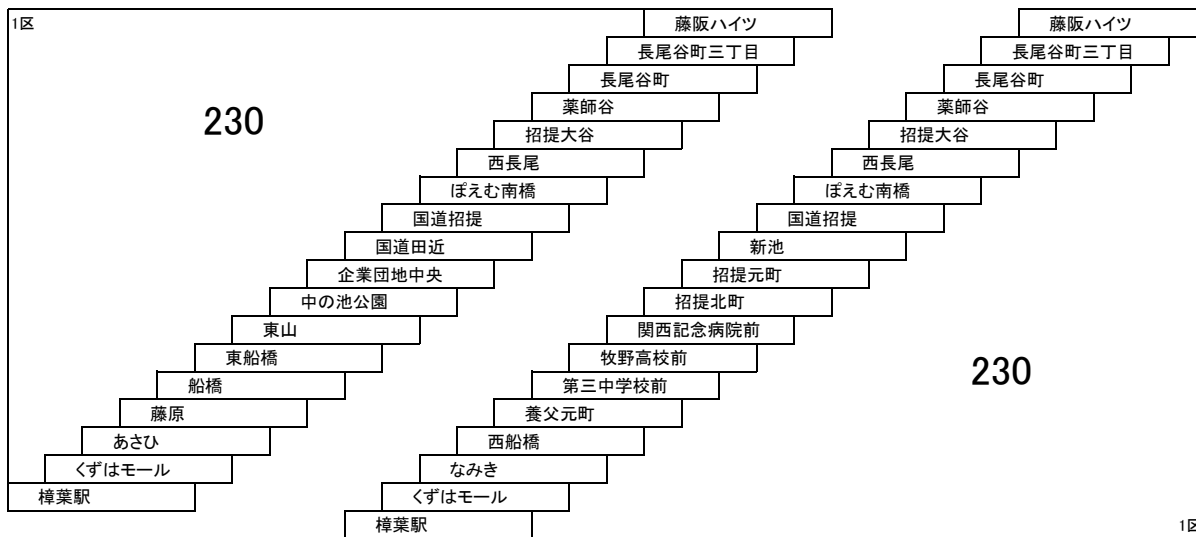 1区
藤阪ハイツ
藤阪ハイツ
長尾谷町三丁目
長尾谷町三丁目
長尾谷町
長尾谷町
薬師谷
薬師谷
230
招提大谷
招提大谷
西長尾
西長尾
ぽえむ南橋
ぽえむ南橋
国道招提
国道招提
国道田近
新池
企業団地中央
招提元町
中の池公園
招提北町
東山
関西記念病院前
東船橋
牧野高校前
230
船橋
第三中学校前
藤原
養父元町
あさひ
西船橋
くずはモール
なみき
樟葉駅
くずはモール
樟葉駅
1区